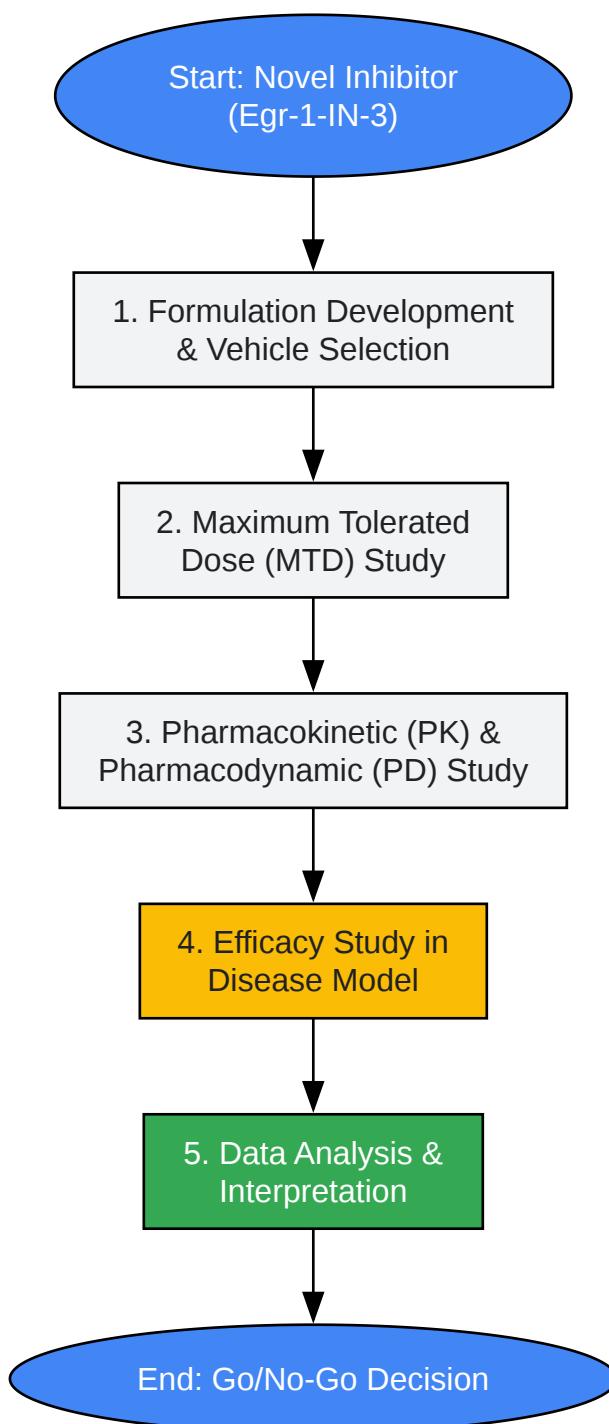 Start: Novel Inhibitor
(Egr-1-IN-3)
1. Formulation Development
& Vehicle Selection
2. Maximum Tolerated
Dose (MTD) Study
3. Pharmacokinetic (PK) &
Pharmacodynamic (PD) Study
4. Efficacy Study in
Disease Model
5. Data Analysis &
Interpretation
End: Go/No-Go Decision